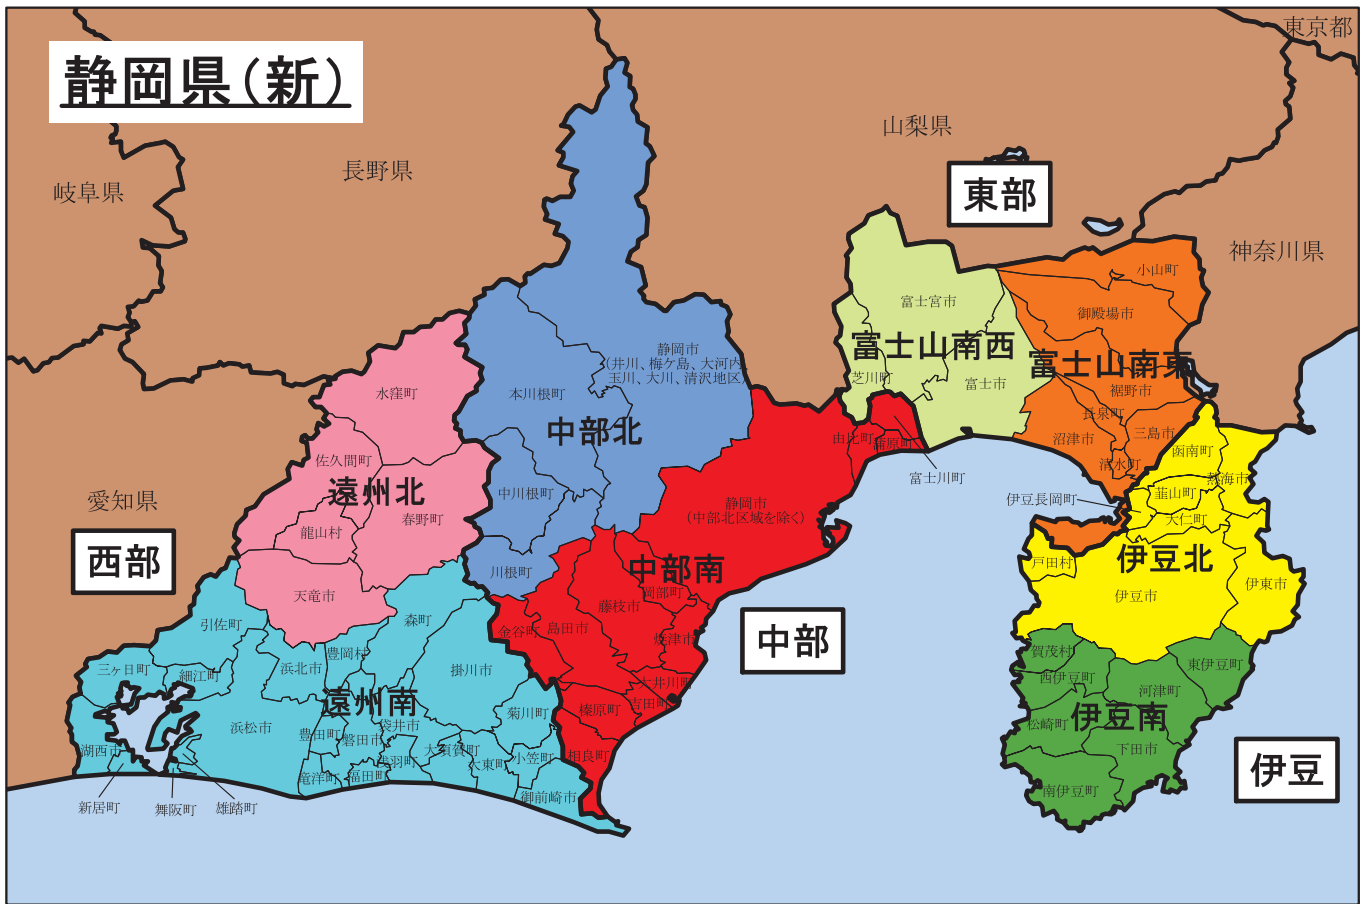 静岡県(新)
東京都
山梨県
長野県
岐阜県
神奈川県
愛知県
東部
小山町
御殿場市
富士宮市
富士山南西
富士山南東
芝川町
富士市
裾野市
長泉町
沼津市
三島市
清水町
函南町
熱海市
韮山町
伊豆長岡町
大仁町
伊豆北
戸田村
伊豆市
伊東市
静岡市
(井川、梅ケ島、大河内、
玉川、大川、清沢地区)
本川根町
中部北
中川根町
川根町
由比町
蒲原町
富士川町
静岡市
(中部北区域を除く)
中部南
岡部町
藤枝市
島田市
金谷町
焼津市
大井川町
吉田町
榛原町
相良町
中部
水窪町
佐久間町
遠州北
春野町
龍山村
天竜市
西部
引佐町
森町
三ヶ日町
細江町
浜北市
豊岡村
掛川市
遠州南
浜松市
豊田町
磐田市
袋井市
菊川町
湖西市
浅羽町
大須賀町
大東町
小笠町
竜洋町
福田町
御前崎市
新居町
舞阪町
雄踏町
賀茂村
西伊豆町
東伊豆町
河津町
松崎町
伊豆南
下田市
南伊豆町
伊豆